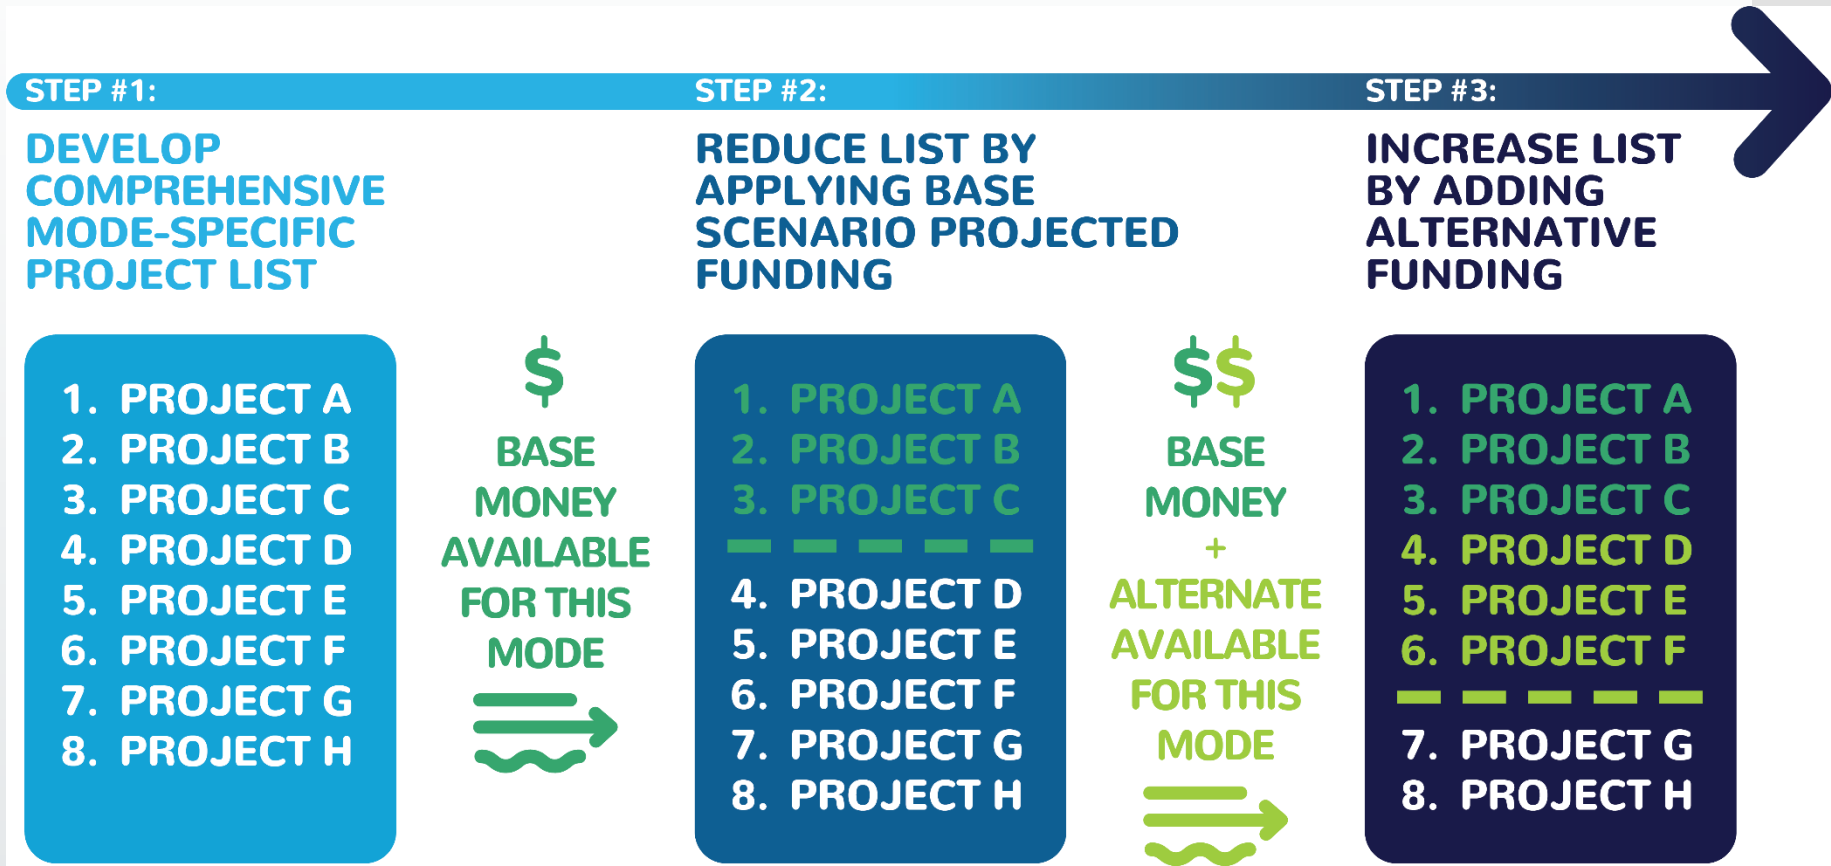 STEP #1:
DEVELOP
COMPREHENSIVE
MODE-SPECIFIC
PROJECT LIST
1. PROJECT A
2. PROJECT B
3. PROJECT C
4. PROJECT D
5. PROJECT E
6. PROJECT F
7. PROJECT G
8. PROJECT H
$
BASE
MONEY
AVAILABLE
FOR THIS
MODE
STEP #2:
REDUCE LIST BY
APPLYING BASE
SCENARIO PROJECTED
FUNDING
1. PROJECT A
2. PROJECT B
3. PROJECT C
4. PROJECT D
5. PROJECT E
6. PROJECT F
7. PROJECT G
8. PROJECT H
$$
BASE
MONEY
+
ALTERNATE
AVAILABLE
FOR THIS
MODE
STEP #3:
INCREASE LIST
BY ADDING
ALTERNATIVE
FUNDING
1. PROJECT A
2. PROJECT B
3. PROJECT C
4. PROJECT D
5. PROJECT E
6. PROJECT F
7. PROJECT G
8. PROJECT H